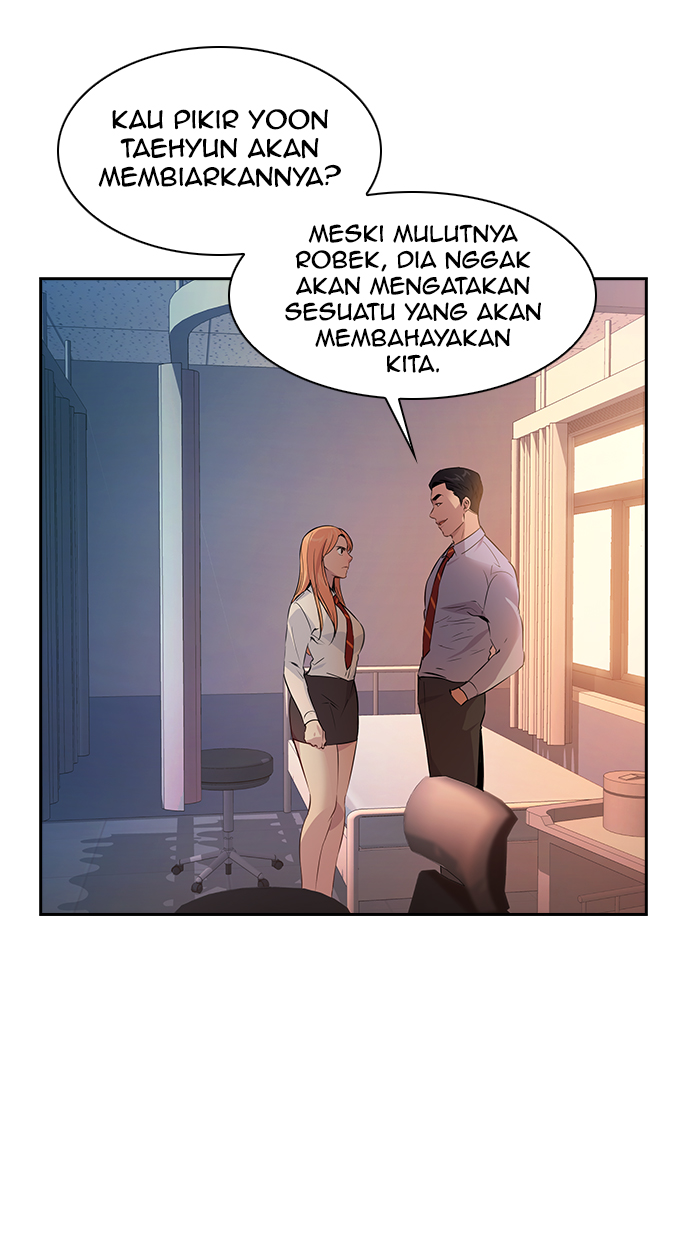 KAU PIKIR YOON
TAEHYUN AKAN
MEMBIARKANNYA?
MESKI MULUTNYA
ROBEK, DIA NGGAK
AKAN MENGATAKAN
SESUATU YANG AKAN
MEMBAHAYAKAN
KITA.